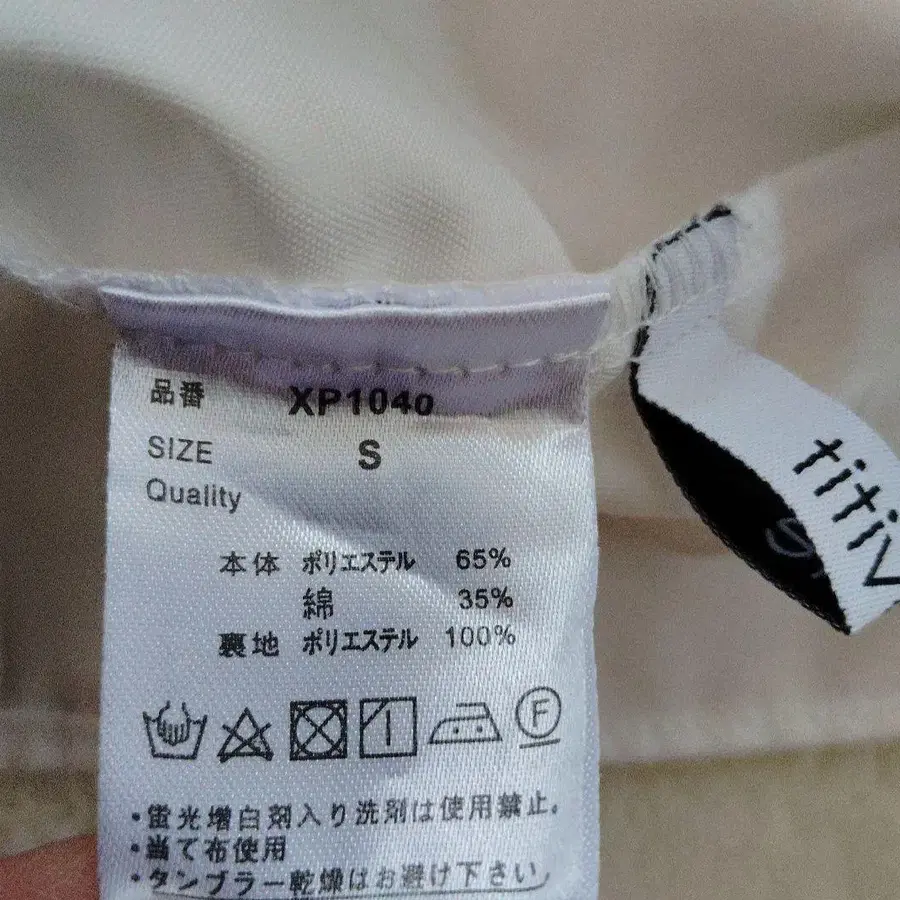 品番 XP1040
SIZE S
Quality
本体 ポリエステル 65%
綿 35%
裏地 ポリエステル 100%
F
・蛍光増白剤入り洗剤は使用禁止.
・当て布使用
・タンブラー乾燥はお避け下さい
titiv
S